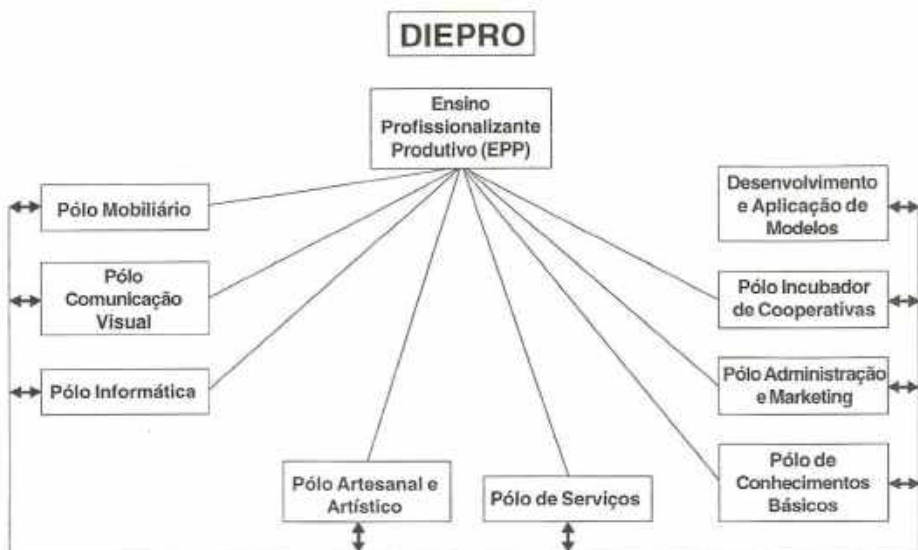 DIEPRO
Ensino
Profissionalizante
Produtivo (EPP)
Pólo Mobiliário
Pólo
Comunicação
Visual
Pólo Informática
Pólo Artesanal e
Artístico
Pólo de Serviços
Desenvolvimento
e Aplicação de
Modelos
Pólo Incubador
de Cooperativas
Pólo Administração
e Marketing
Pólo de
Conhecimentos
Básicos